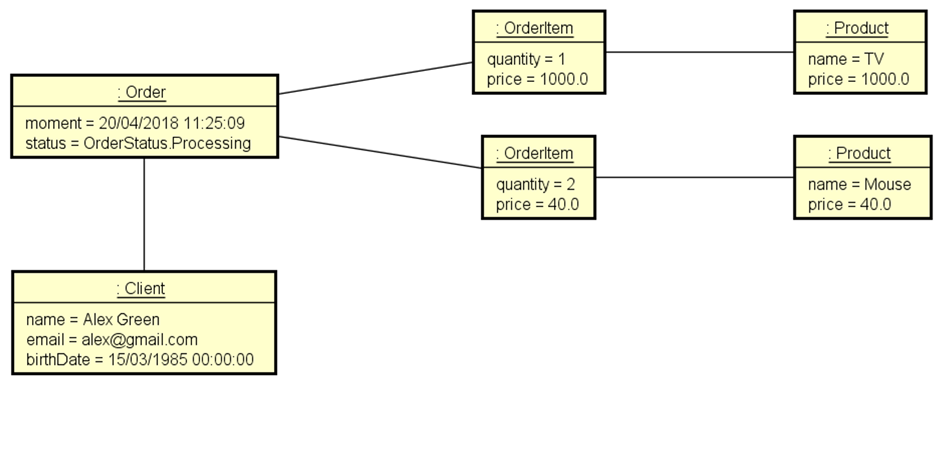 : Order
moment = 20/04/2018 11:25:09
status = OrderStatus.Processing
: OrderItem
quantity = 1
price = 1000.0
: Product
name = TV
price = 1000.0
: OrderItem
quantity = 2
price = 40.0
: Product
name = Mouse
price = 40.0
: Client
name = Alex Green
email = alex@gmail.com
birthDate = 15/03/1985 00:00:00